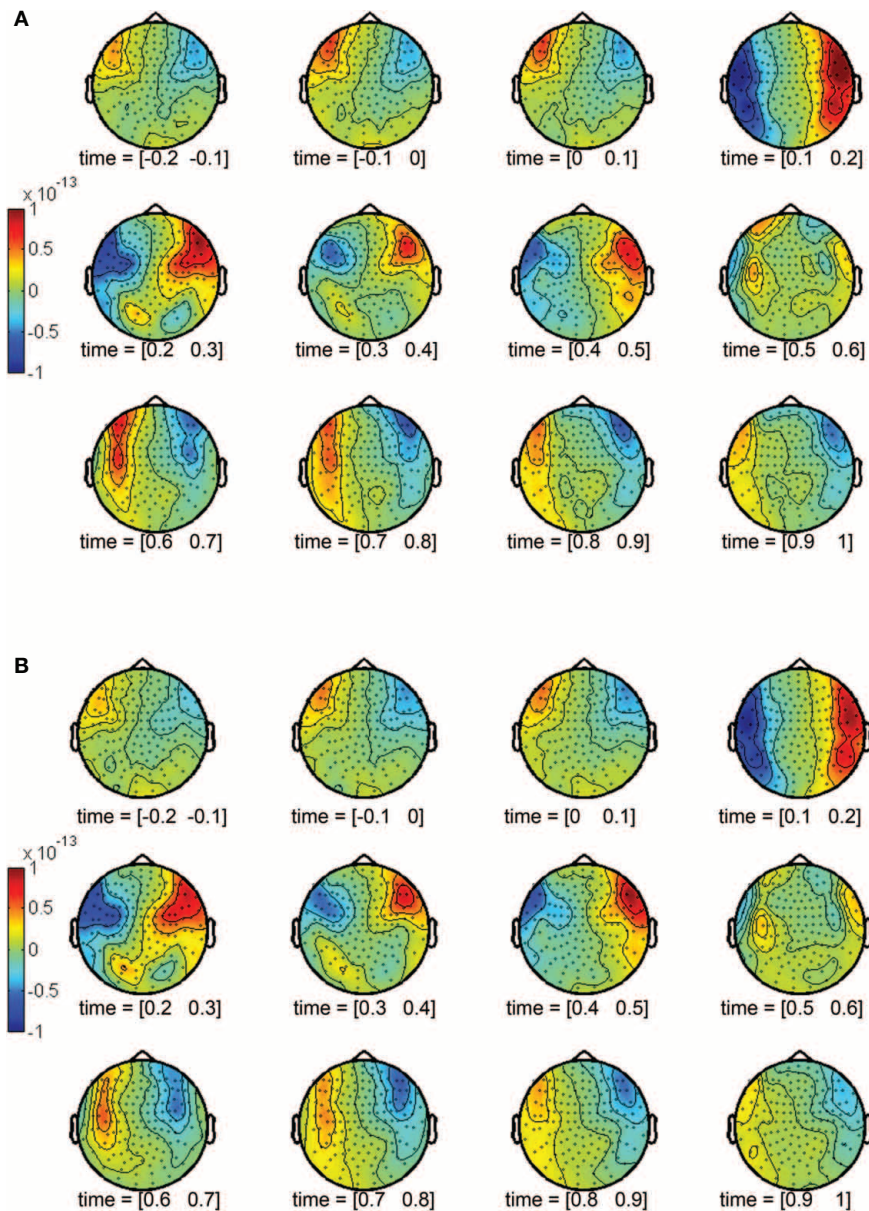 A
time = [-0.2 -0.1] time = [-0.1 0] time = [0 0.1] time = [0.1 0.2]
x 10^-13
1
0.5
0
-0.5
-1
time = [0.2 0.3] time = [0.3 0.4] time = [0.4 0.5] time = [0.5 0.6]
time = [0.6 0.7] time = [0.7 0.8] time = [0.8 0.9] time = [0.9 1]
B
time = [-0.2 -0.1] time = [-0.1 0] time = [0 0.1] time = [0.1 0.2]
x 10^-13
1
0.5
0
-0.5
-1
time = [0.2 0.3] time = [0.3 0.4] time = [0.4 0.5] time = [0.5 0.6]
time = [0.6 0.7] time = [0.7 0.8] time = [0.8 0.9] time = [0.9 1]